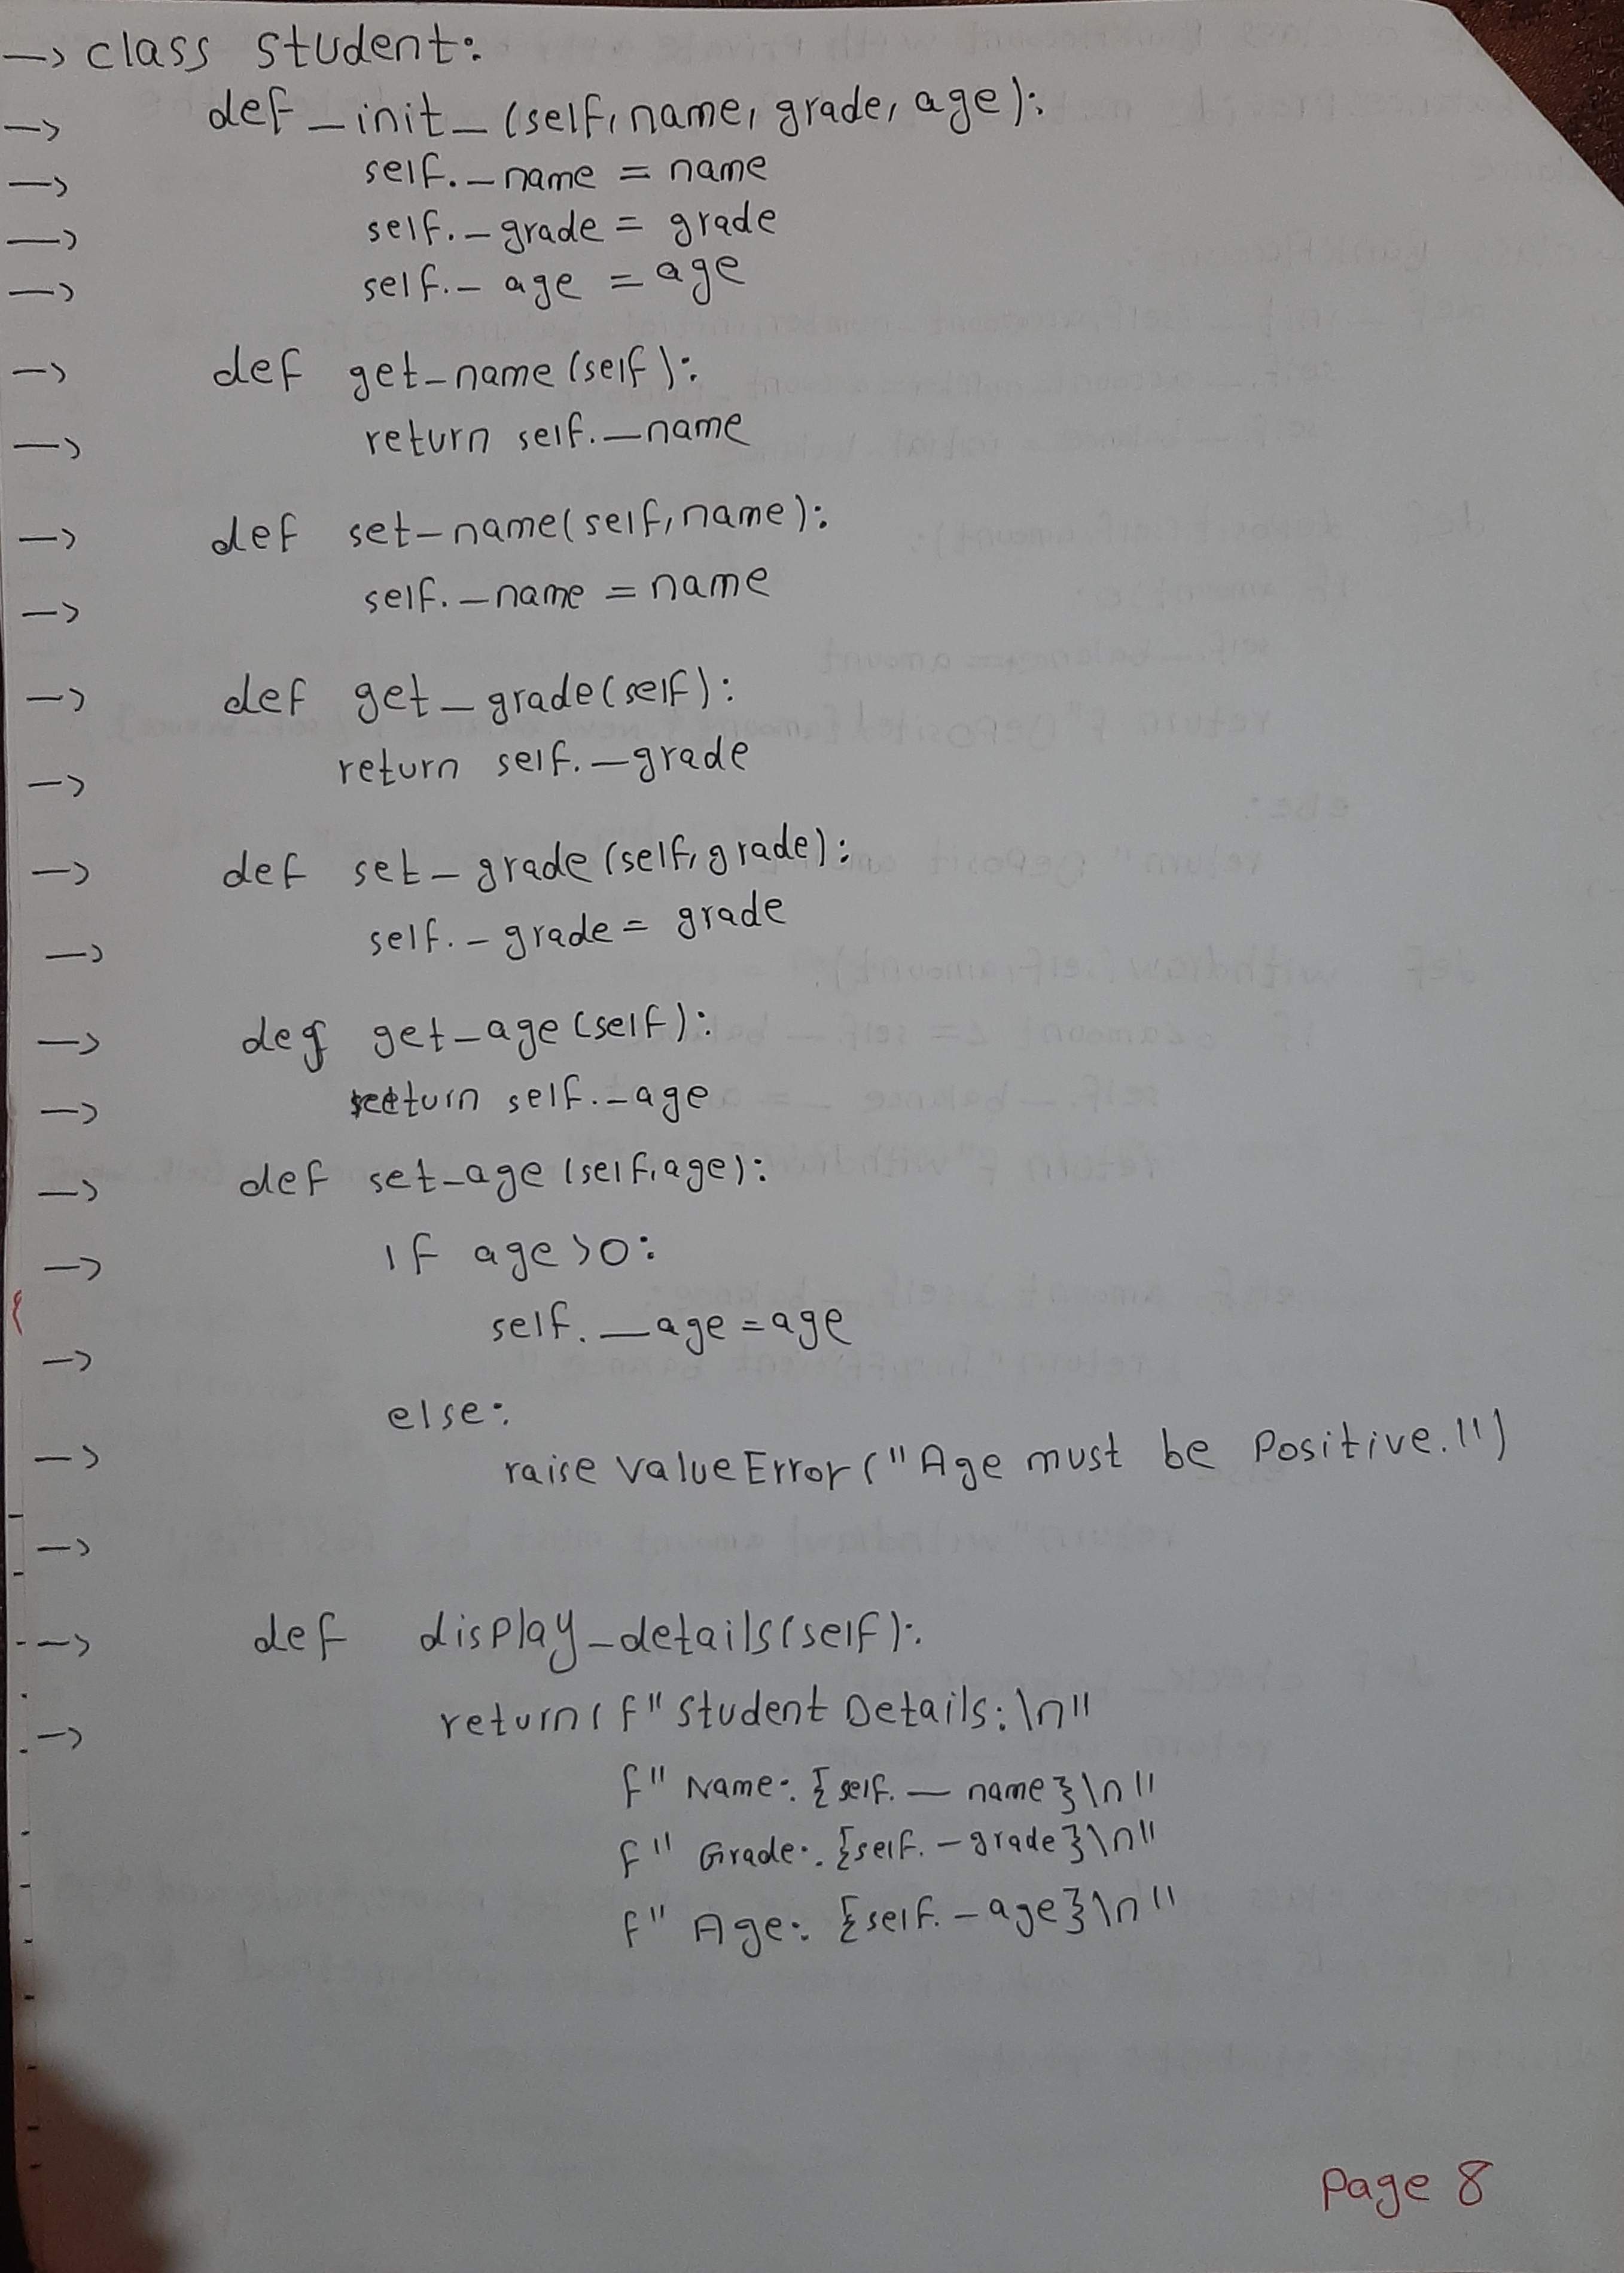 → class student:
→ def _init_ (self, name, grade, age):
→ self._name = name
→ self._grade = grade
→ self._age = age
→ def get_name (self):
→ return self._name
→ def set_name(self, name):
→ self._name = name
→ def get_grade(self):
→ return self._grade
→ def set_grade (self, grade):
→ self._grade = grade
→ def get_age (self):
→ return self._age
→ def set_age (self, age):
→ if age >0:
→ self._age =age
else:
→ raise valueError ("Age must be Positive.")
→
→ def display_details(self):
→ return( f" Student Details: \n"
f" Name: {self._name}\n"
f" Grade: {self._grade}\n"
f" Age: {self._age}\n"
Page 8